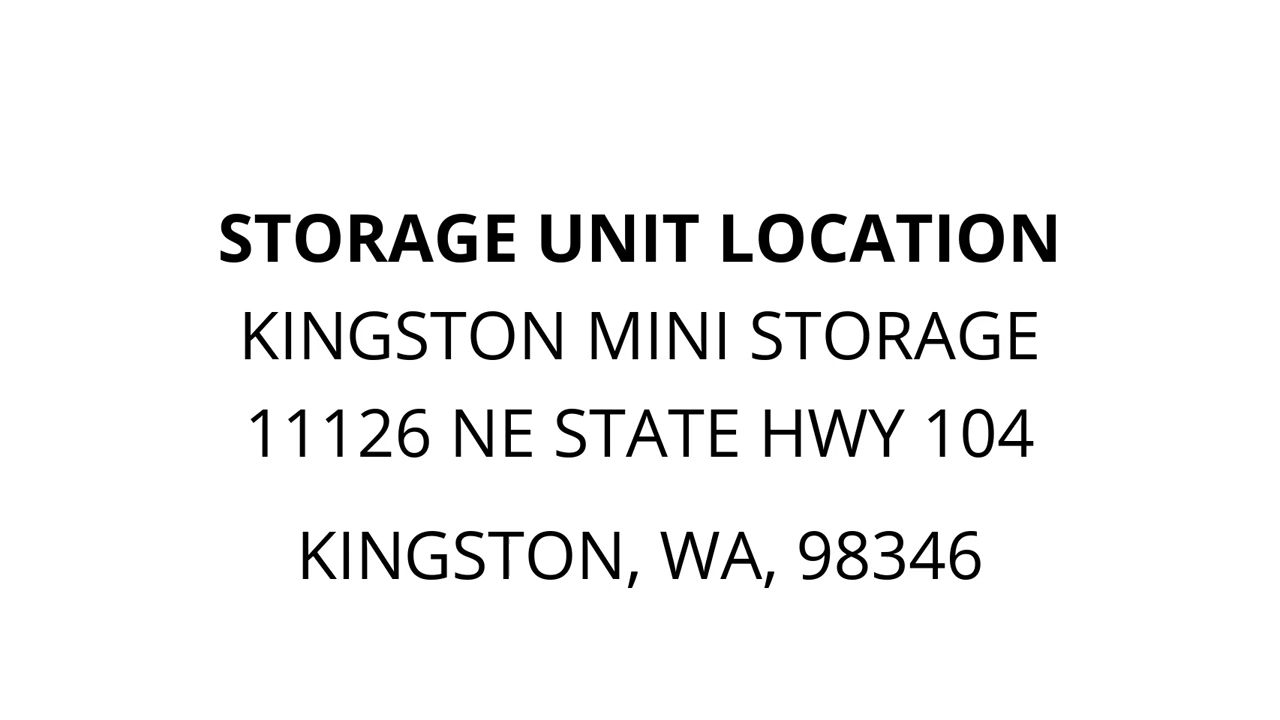 STORAGE UNIT LOCATION
KINGSTON MINI STORAGE
11126 NE STATE HWY 104
KINGSTON, WA, 98346